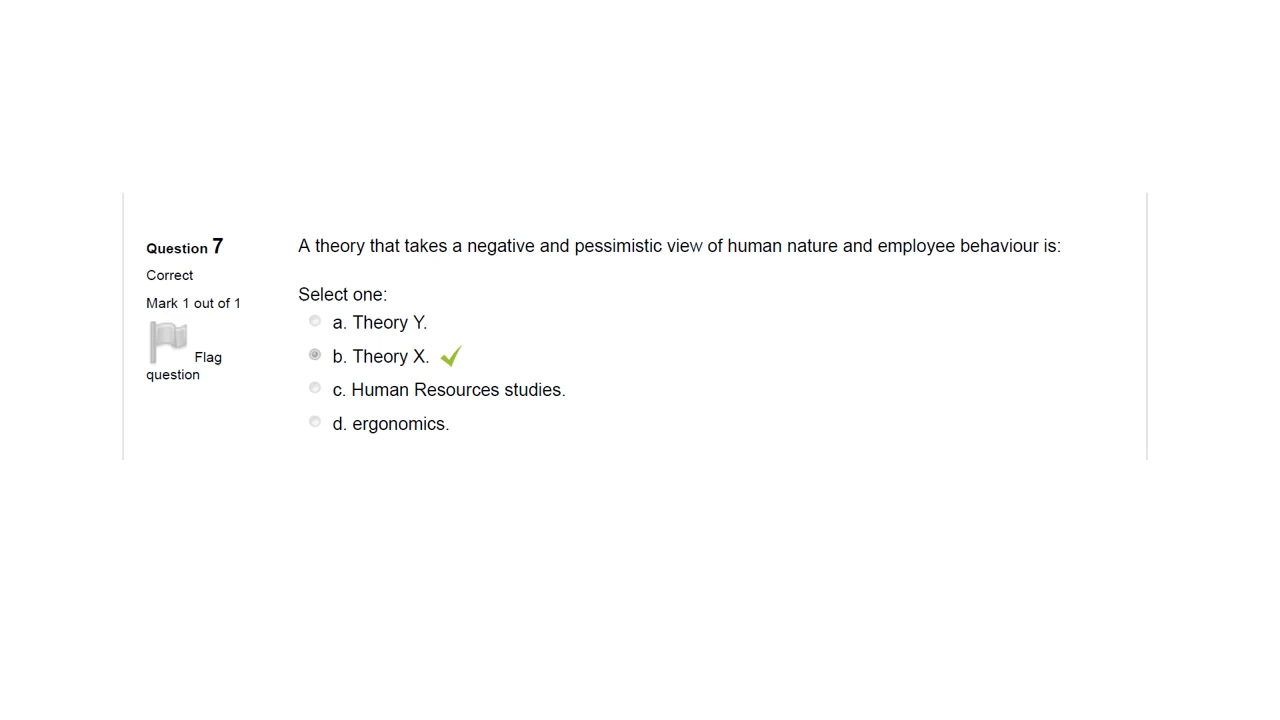 Question 7
Correct
Mark 1 out of 1
Flag
question
A theory that takes a negative and pessimistic view of human nature and employee behaviour is:
Select one:
a. Theory Y.
b. Theory X.
c. Human Resources studies.
d. ergonomics.